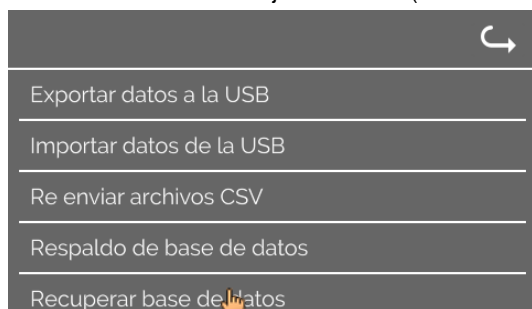 Exportar datos a la USB
Importar datos de la USB
Re enviar archivos CSV
Respaldo de base de datos
Recuperar base de datos